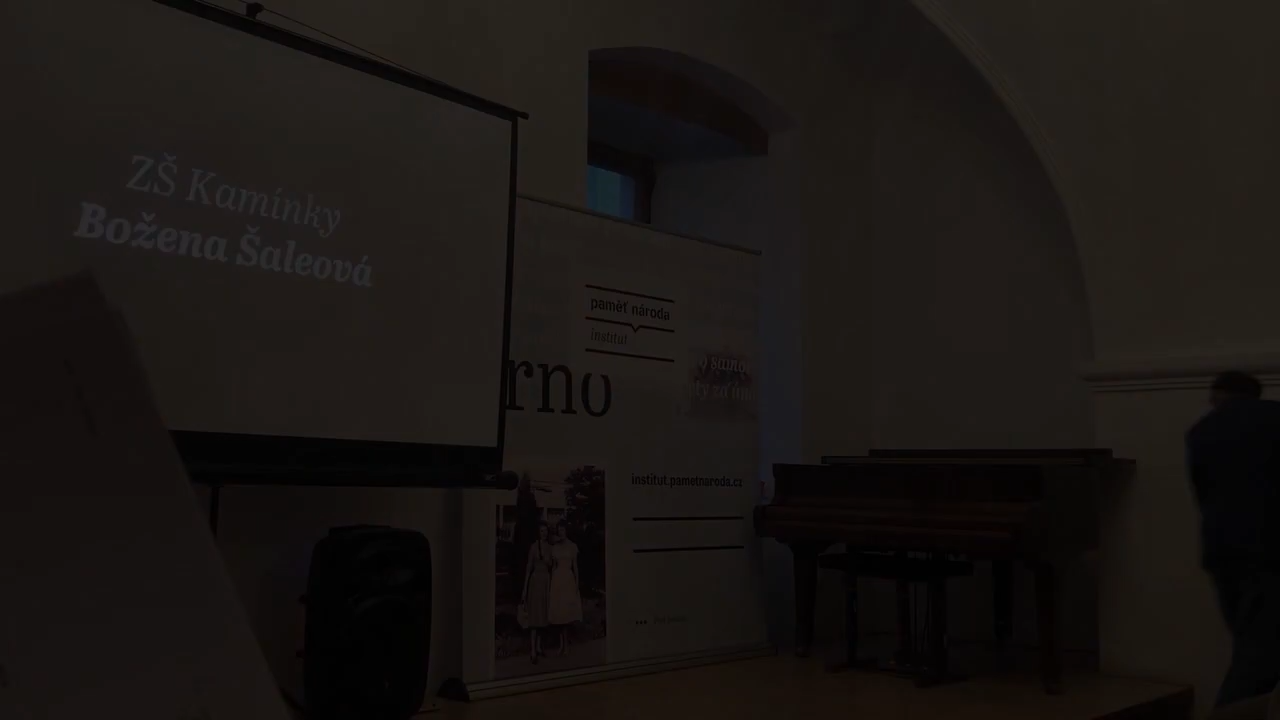 ZŠ Kamínky
Božena Šaleová
paměť národa
institut
rno
institut.pametnaroda.cz